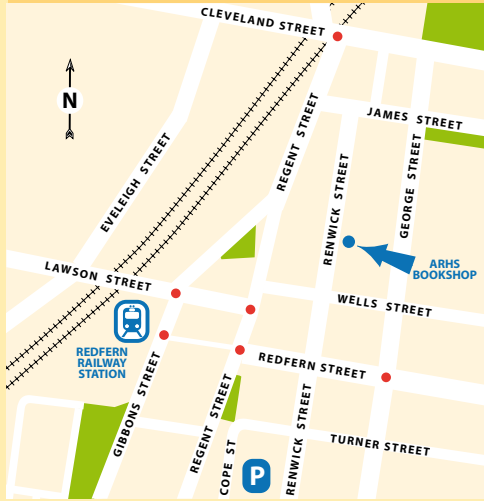 CLEVELAND STREET
N
JAMES STREET
REGENT STREET
EVELEIGH STREET
RENWICK STREET
GEORGE STREET
ARHS
BOOKSHOP
LAWSON STREET
WELLS STREET
REDFERN
RAILWAY
STATION
REDFERN STREET
GIBBONS STREET
REGENT STREET
RENWICK STREET
TURNER STREET
COPE ST
P